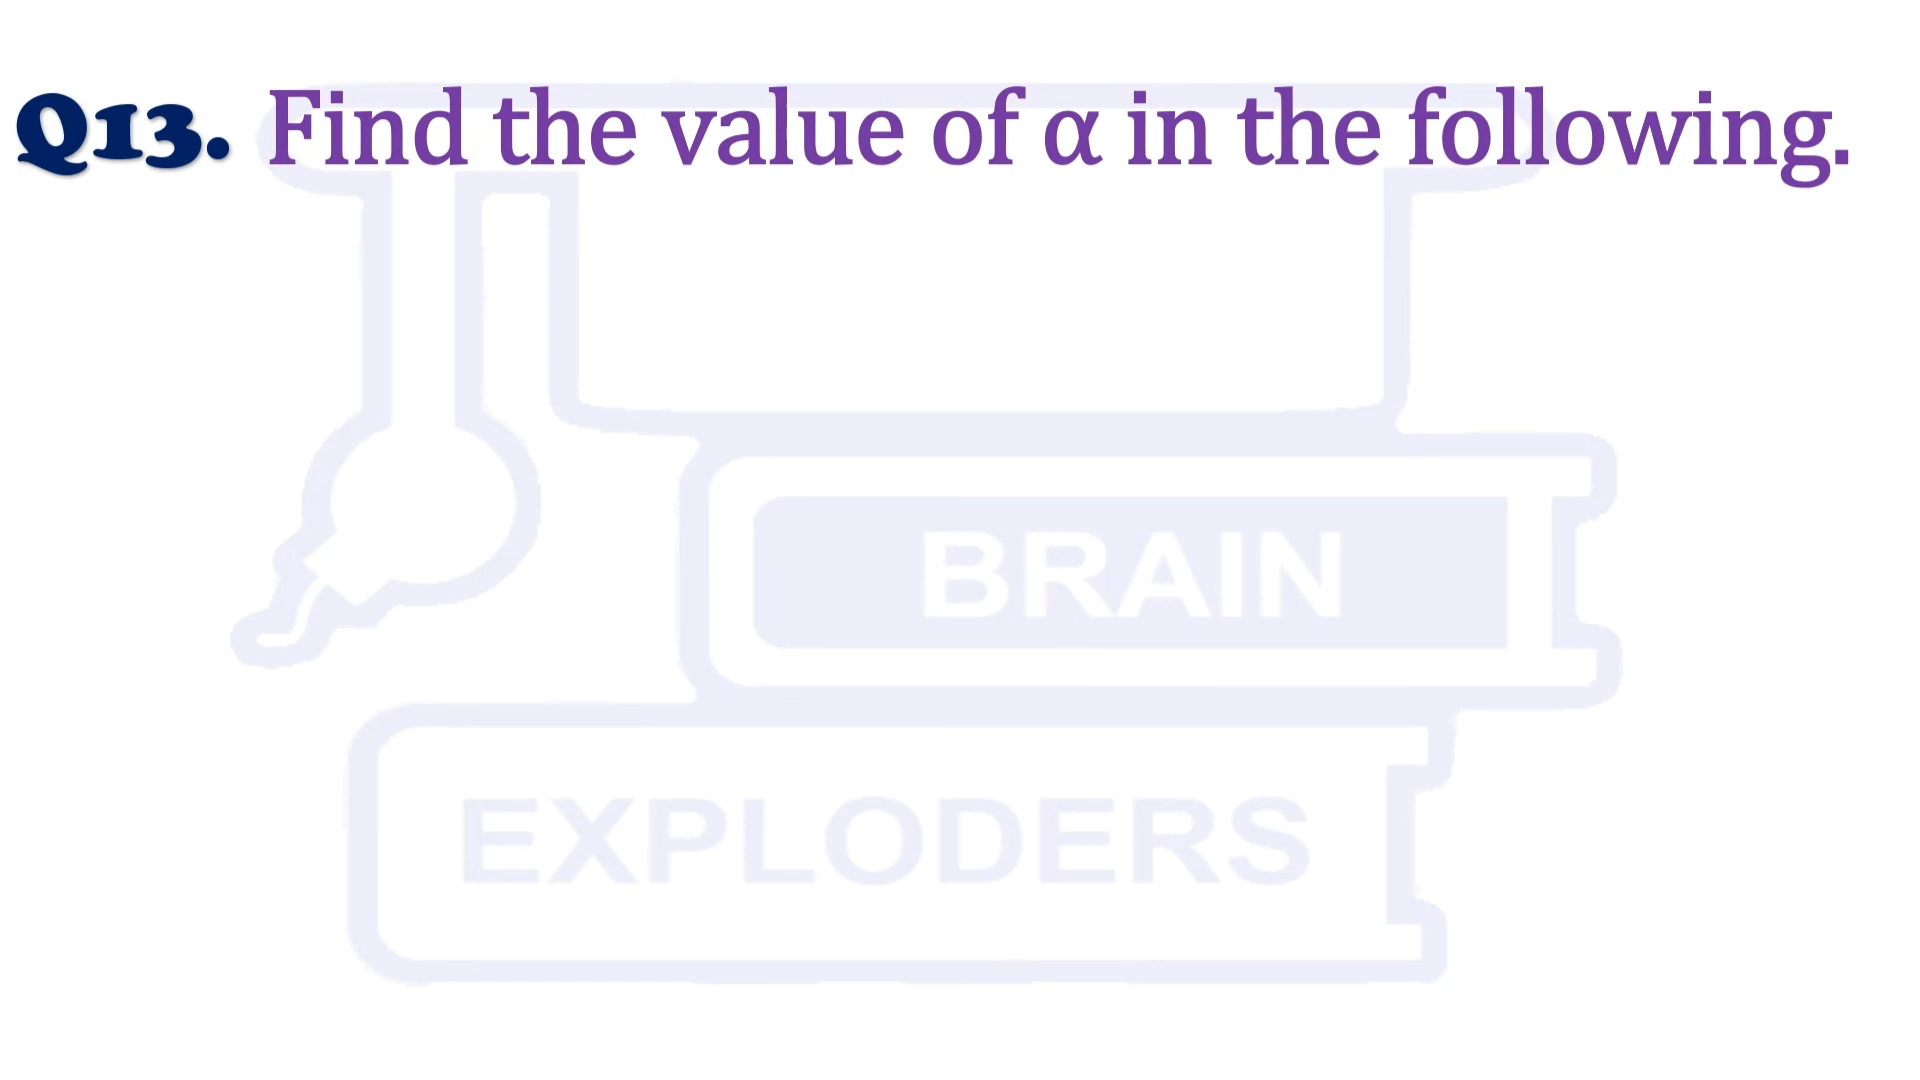 Q13. Find the value of α in the following.
BRAIN
EXPLODERS